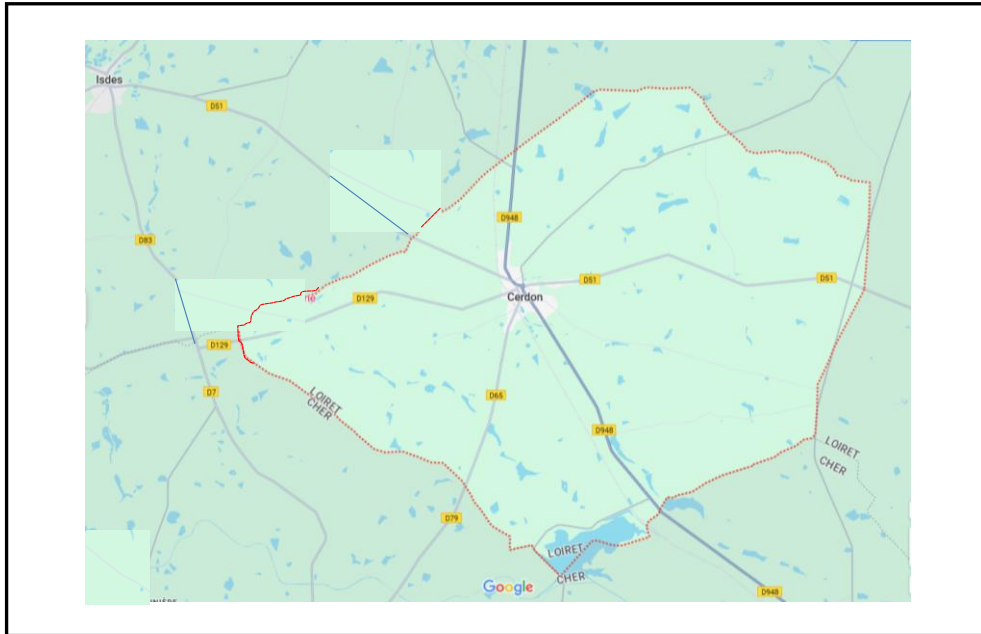 Isdes
D51
D83
D948
D51
D51
Cerdon
D129
D129
D7
LOIRET
CHER
D65
D948
LOIRET
CHER
D79
LOIRET
CHER
Google
D948